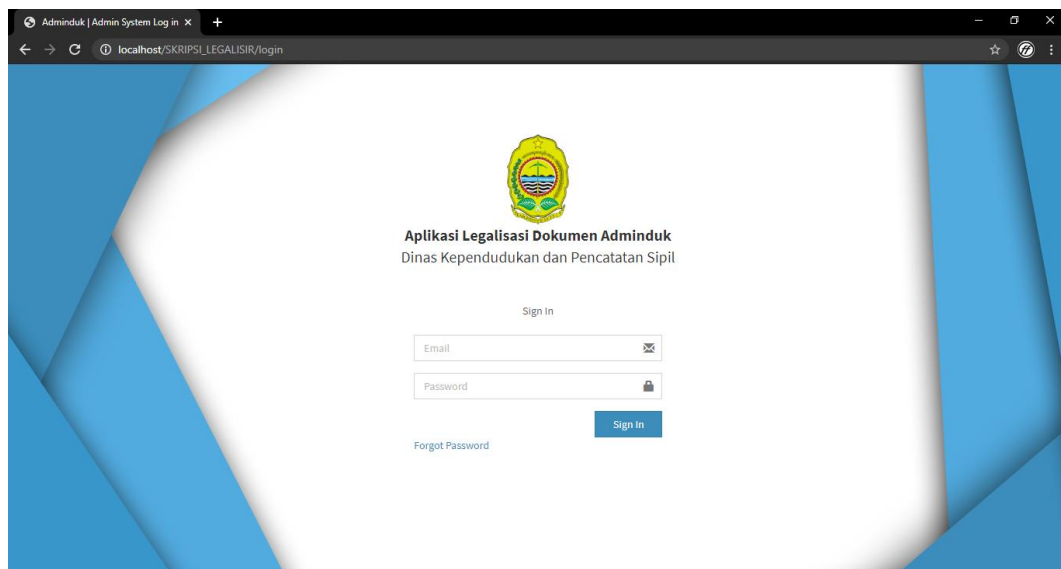 Adminduk | Admin System Log in
localhost/SKRIPSI_LEGALISIR/login
Aplikasi Legalisasi Dokumen Adminduk
Dinas Kependudukan dan Pencatatan Sipil
Sign In
Email
Password
Sign In
Forgot Password